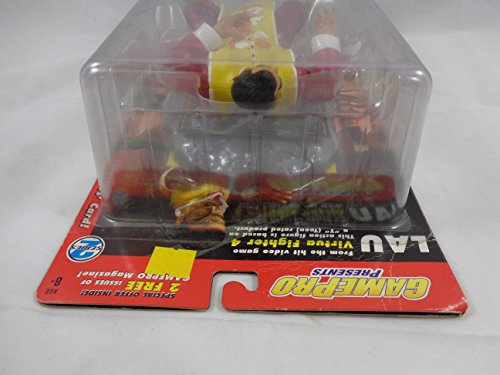 GAMEPRO
PRESENTS
LAU
From the hit video game
Virtua Fighter 4
This action figure is based on
a "T" (teen) rated product.
Card!
SPECIAL OFFER INSIDE!
2 FREE ISSUES OF
GAMEPRO Magazine!
AGE
8+